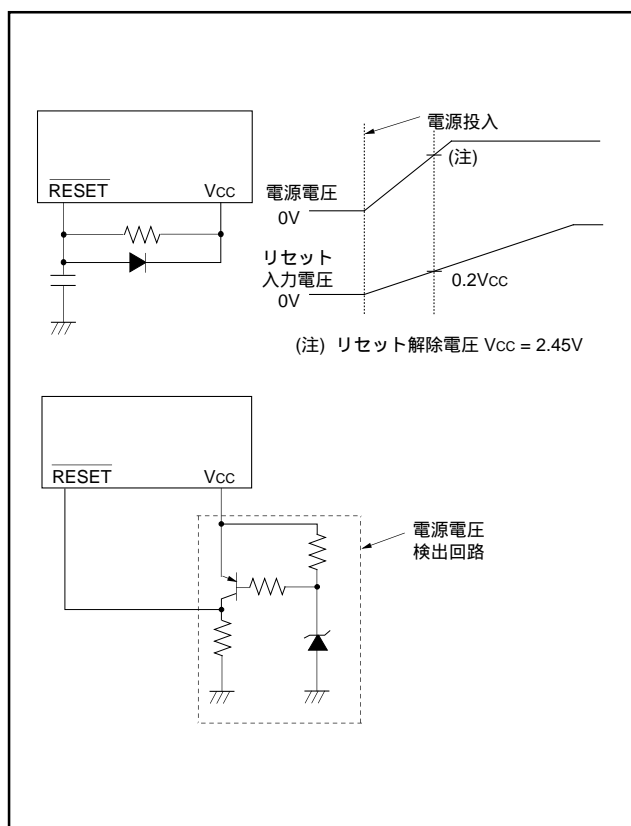 電源投入
RESET
Vcc
(注)
電源電圧
0V
リセット
入力電圧
0V
0.2Vcc
(注) リセット解除電圧 Vcc = 2.45V
RESET
Vcc
電源電圧
検出回路